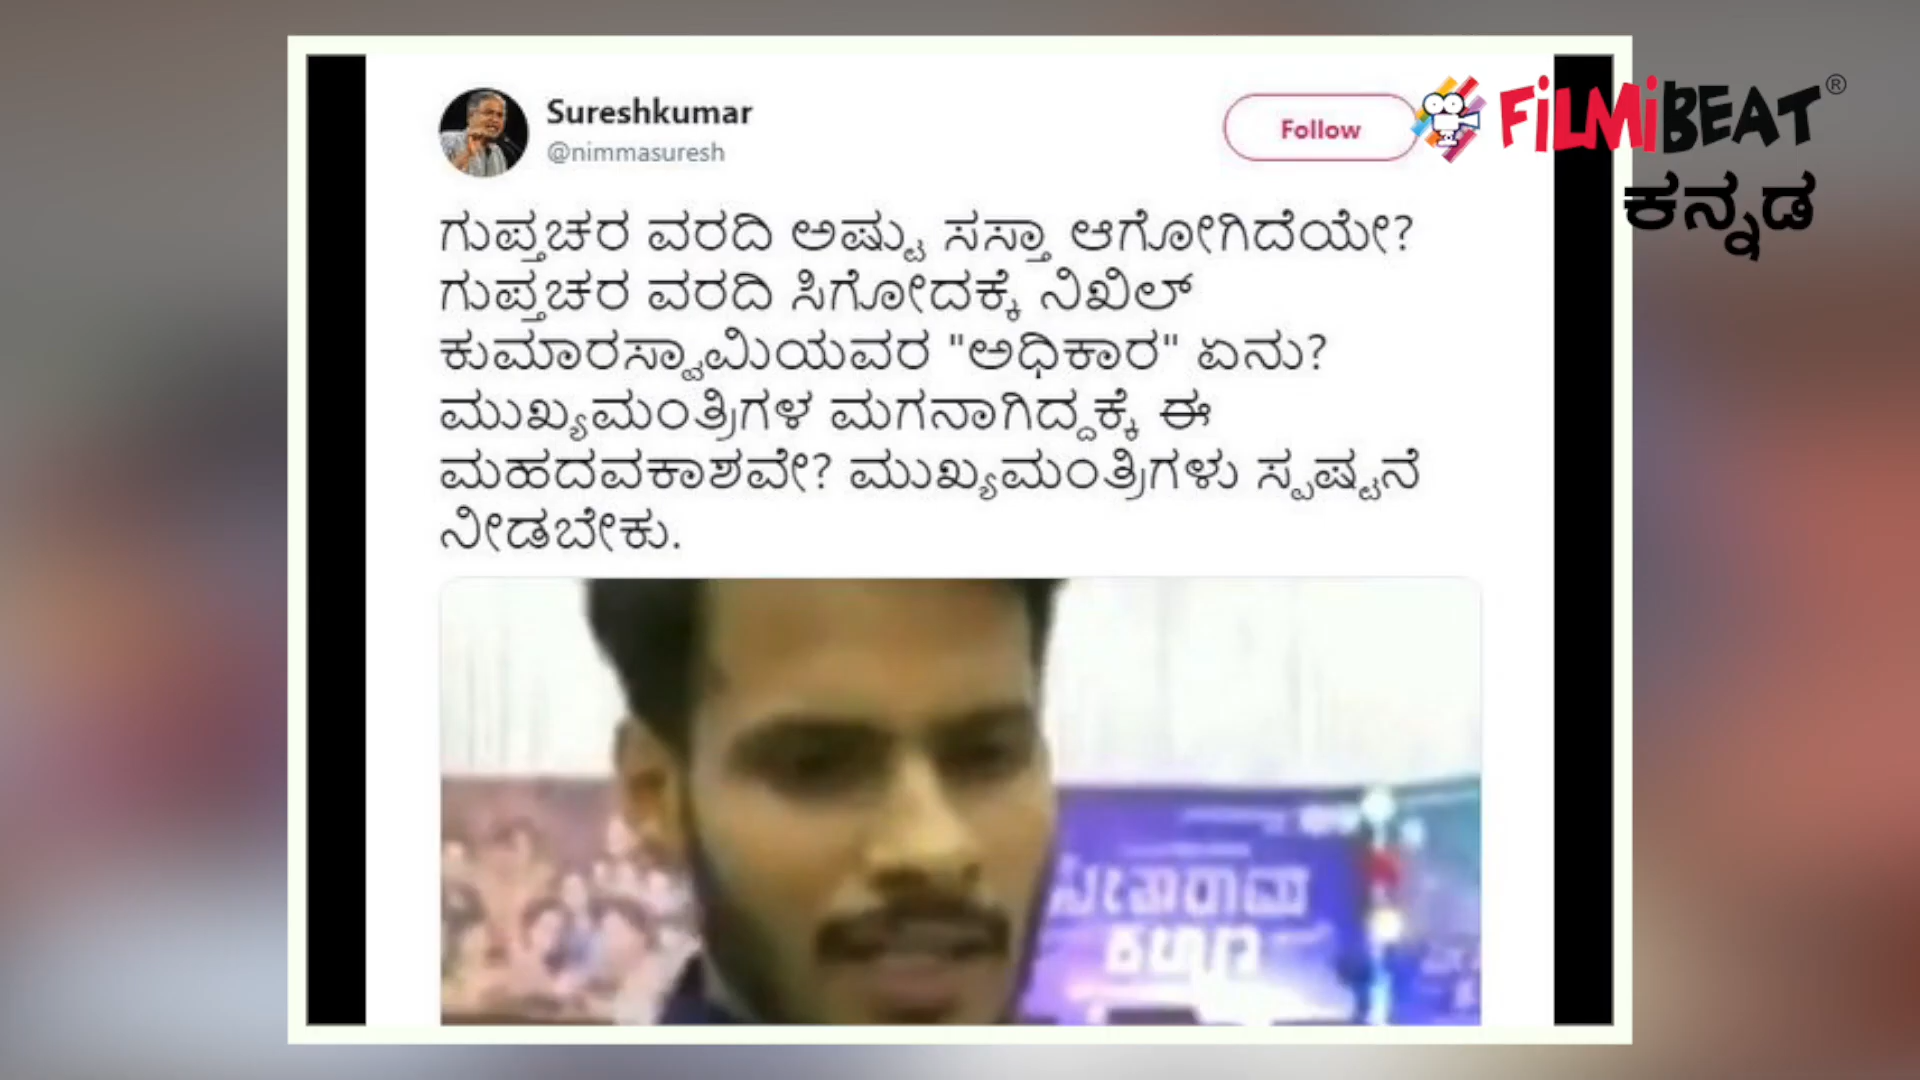 Sureshkumar
@nimmasuresh
Follow
FiLMiBEAT®
ಕನ್ನಡ
ಗುಪ್ತಚರ ವರದಿ ಅಷ್ಟು ಸಸ್ತಾ ಆಗೋಗಿದೆಯೇ?
ಗುಪ್ತಚರ ವರದಿ ಸಿಗೋದಕ್ಕೆ ನಿಖಿಲ್
ಕುಮಾರಸ್ವಾಮಿಯವರ "ಅಧಿಕಾರ" ಏನು?
ಮುಖ್ಯಮಂತ್ರಿಗಳ ಮಗನಾಗಿದ್ದಕ್ಕೆ ಈ
ಮಹದವಕಾಶವೇ? ಮುಖ್ಯಮಂತ್ರಿಗಳು ಸ್ಪಷ್ಟನೆ
ನೀಡಬೇಕು.
ಸೀತಾರಾಮ
ಕಲ್ಯಾಣ